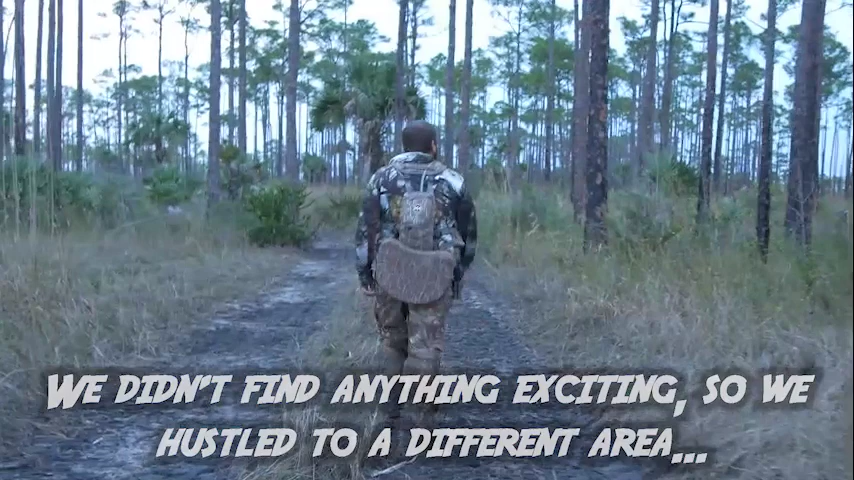 We didn't find anything exciting, so we
hustled to a different area...